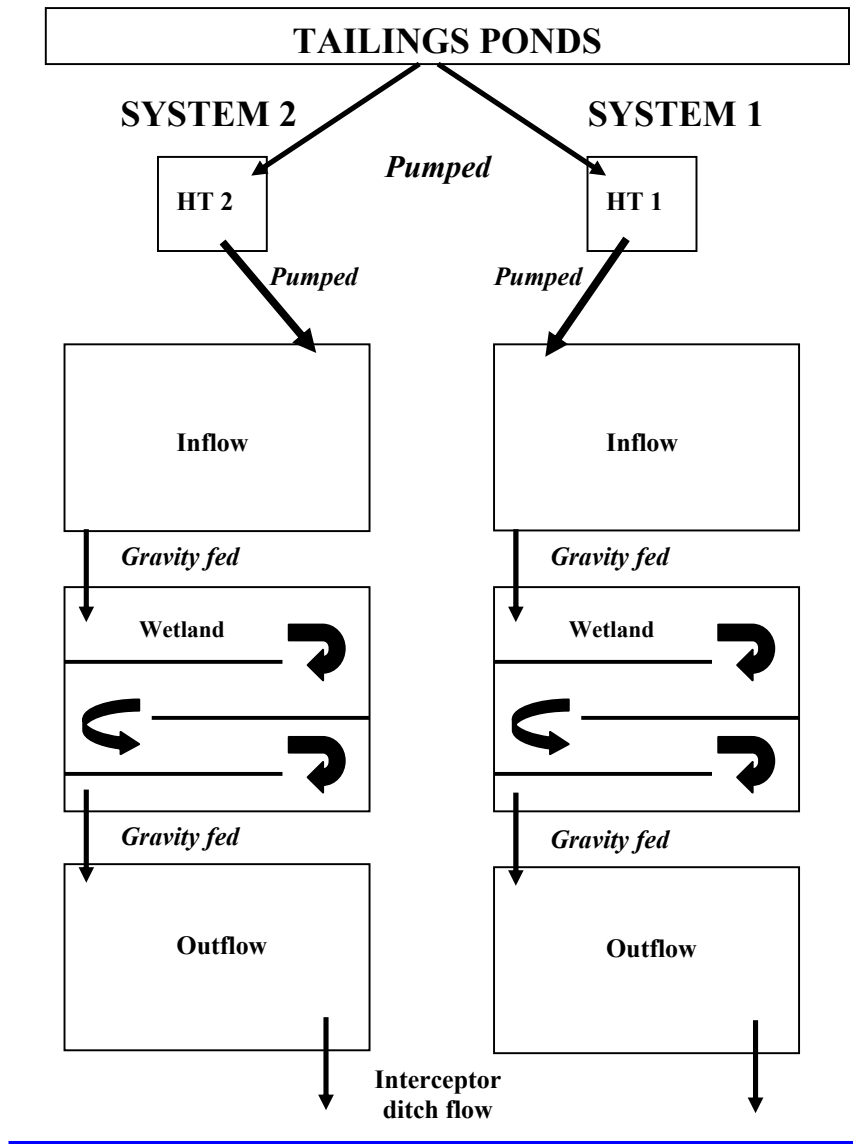 TAILINGS PONDS
SYSTEM 2
SYSTEM 1
Pumped
HT 2
HT 1
Pumped
Pumped
Inflow
Inflow
Gravity fed
Gravity fed
Wetland
Wetland
Gravity fed
Gravity fed
Outflow
Outflow
Interceptor
ditch flow